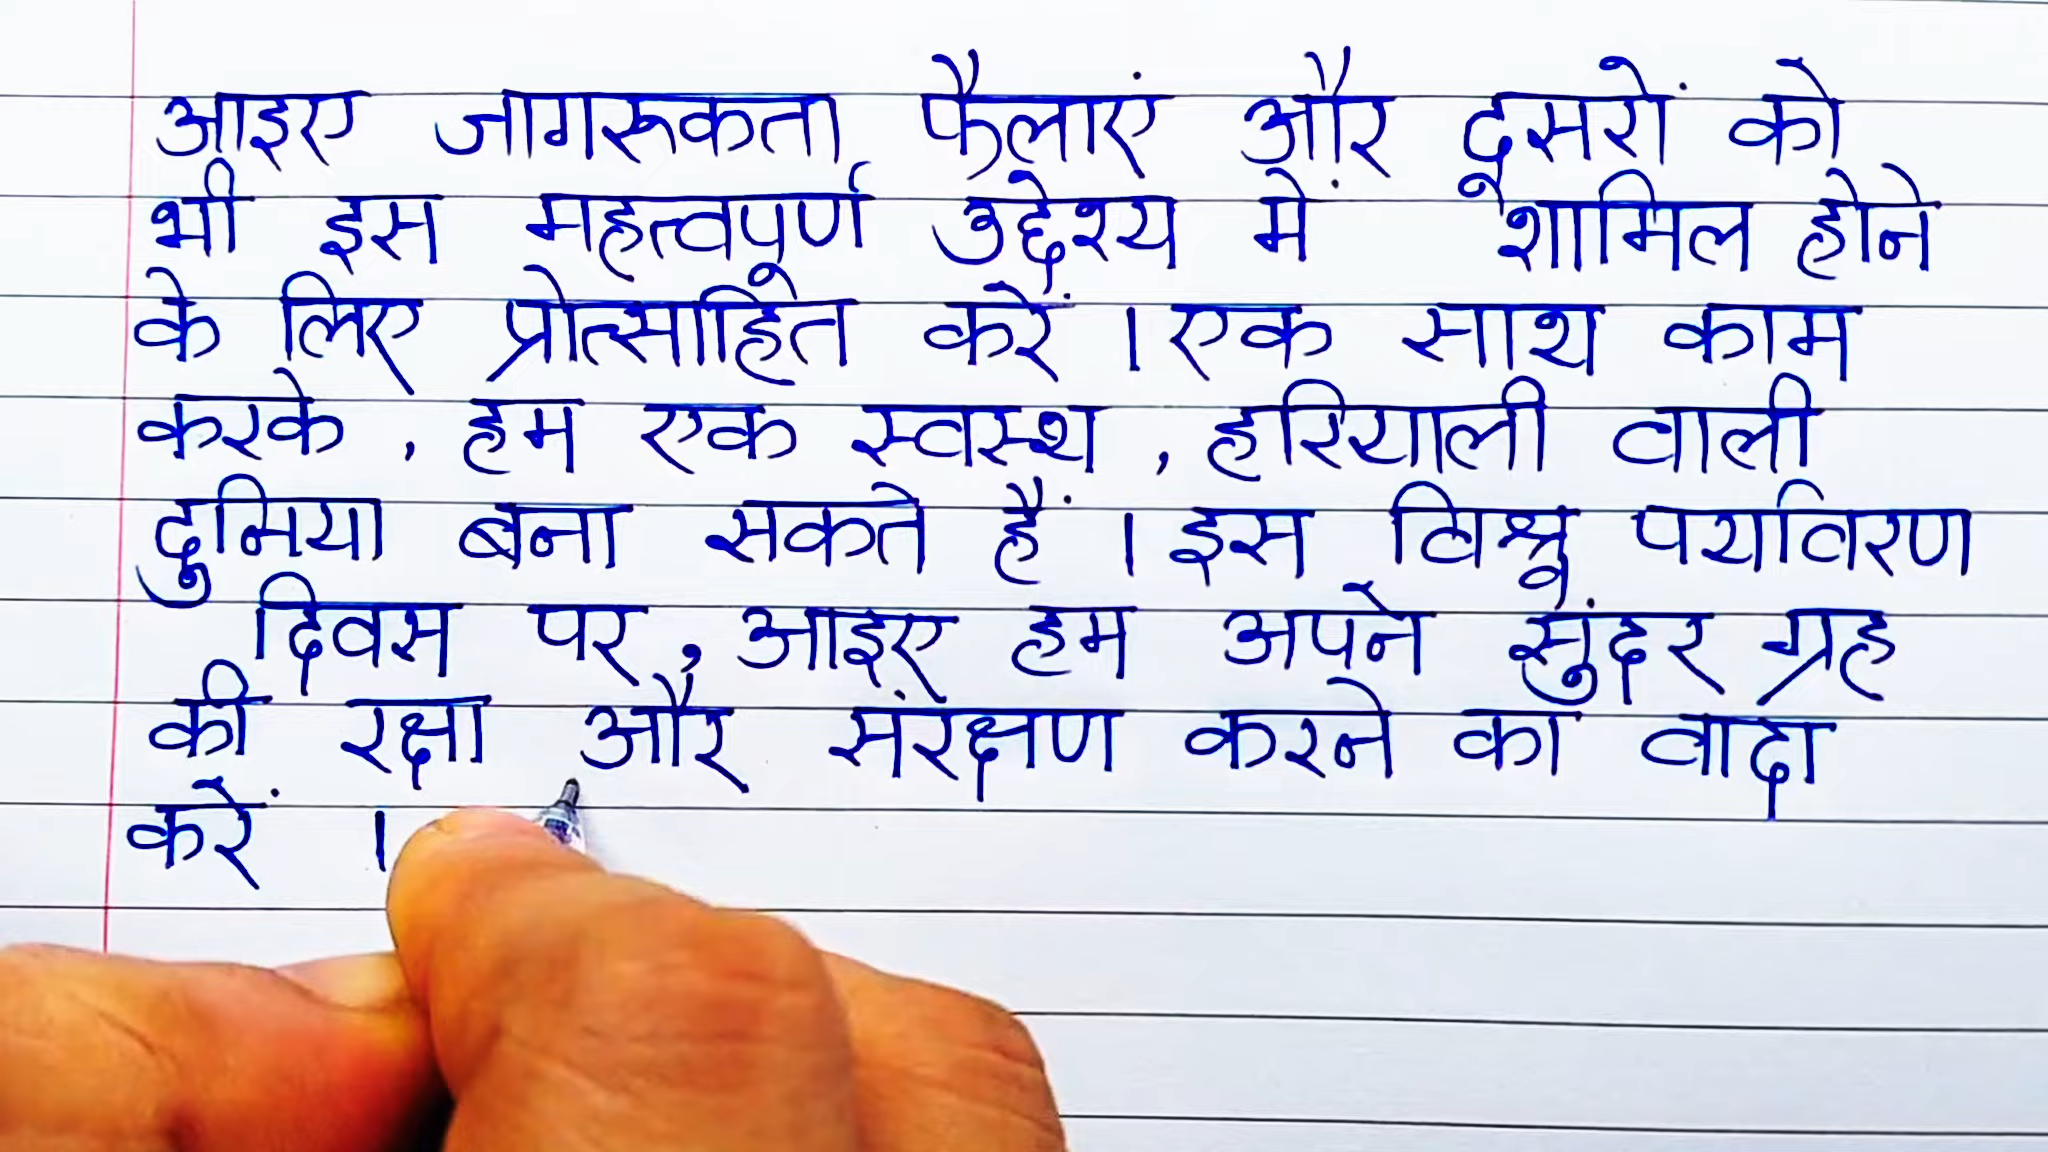 आइए जागरूकता फैलाएं और दूसरों को
भी इस महत्वपूर्ण उद्देश्य में शामिल होने
के लिए प्रोत्साहित करें । एक साथ काम
करके , हम एक स्वस्थ , हरियाली वाली
दुनिया बना सकते हैं । इस विश्व पर्यावरण
दिवस पर, आइए हम अपने सुंदर ग्रह
की रक्षा और संरक्षण करने का वादा
करें ।